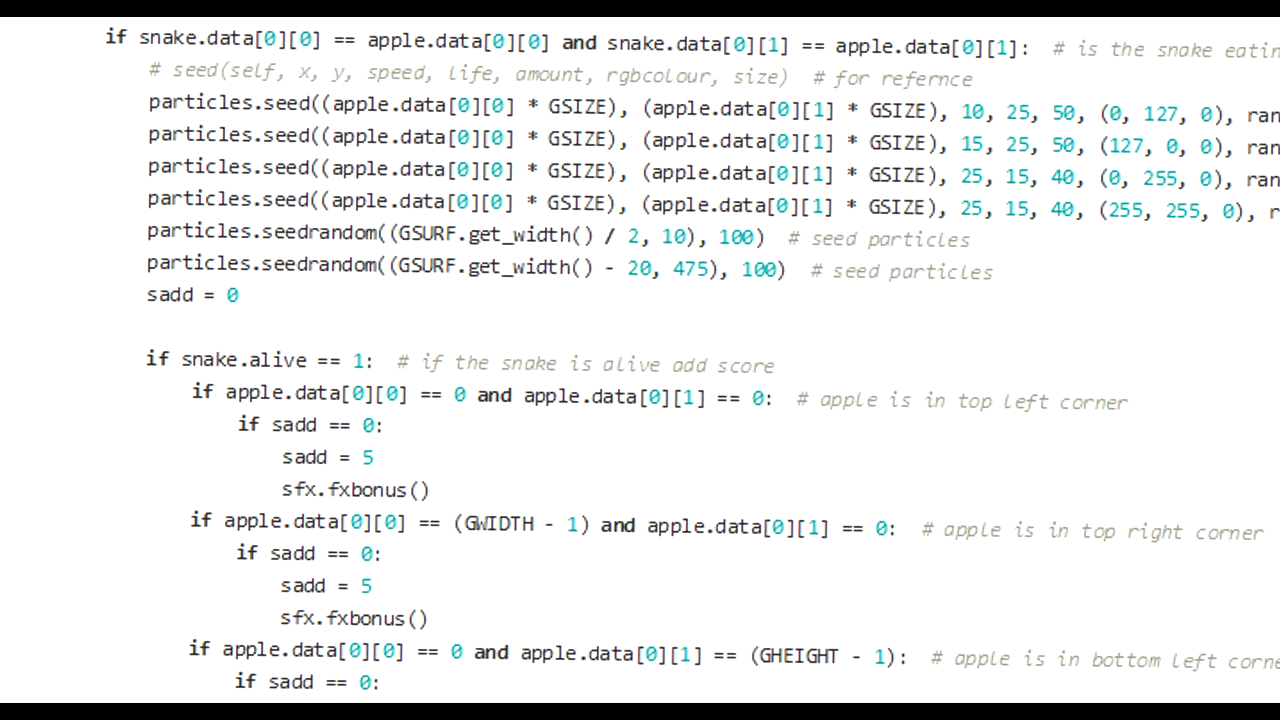 if snake.data[0][0] == apple.data[0][0] and snake.data[0][1] == apple.data[0][1]:  # is the snake
# seed(self, x, y, speed, life, amount, rgbcolour, size)  # for refernce
particles.seed((apple.data[0][0] * GSIZE), (apple.data[0][1] * GSIZE), 10, 25, 50, (0, 127, 0),
particles.seed((apple.data[0][0] * GSIZE), (apple.data[0][1] * GSIZE), 15, 25, 50, (127, 0, 0),
particles.seed((apple.data[0][0] * GSIZE), (apple.data[0][1] * GSIZE), 25, 15, 40, (0, 255, 0),
particles.seed((apple.data[0][0] * GSIZE), (apple.data[0][1] * GSIZE), 25, 15, 40, (255, 255, 0),
particles.seedrandom((GSURF.get_width() / 2, 10), 100)  # seed particles
particles.seedrandom((GSURF.get_width() - 20, 475), 100)  # seed particles
sadd = 0
if snake.alive == 1:  # if the snake is alive add score
if apple.data[0][0] == 0 and apple.data[0][1] == 0:  # apple is in top left corner
if sadd == 0:
sadd = 5
sfx.fxbonus()
if apple.data[0][0] == (GWIDTH - 1) and apple.data[0][1] == 0:  # apple is in top right corner
if sadd == 0:
sadd = 5
sfx.fxbonus()
if apple.data[0][0] == 0 and apple.data[0][1] == (GHEIGHT - 1):  # apple is in bottom left
if sadd == 0: